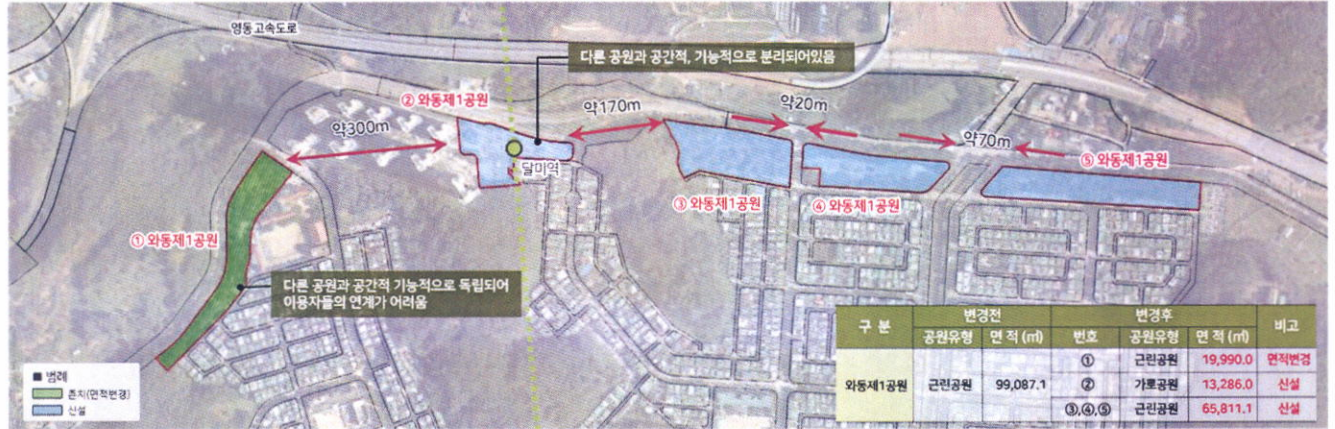 영동고속도로
다른 공원과 공간적, 기능적으로 분리되어있음
② 와동제1공원
약300m
약170m
약20m
약70m
달미역
⑤ 와동제1공원
③ 와동제1공원
④ 와동제1공원
① 와동제1공원
다른 공원과 공간적 기능적으로 독립되어
이용자들의 연계가 어려움
■ 범례
존치(면적변경)
신설
구 분 변경전 변경후 비고
공원유형 면 적 (㎡) 번호 공원유형 면 적 (㎡)
와동제1공원 근린공원 99,087.1
① 근린공원 19,990.0 면적변경
② 가로공원 13,286.0 신설
③,④,⑤ 근린공원 65,811.1 신설